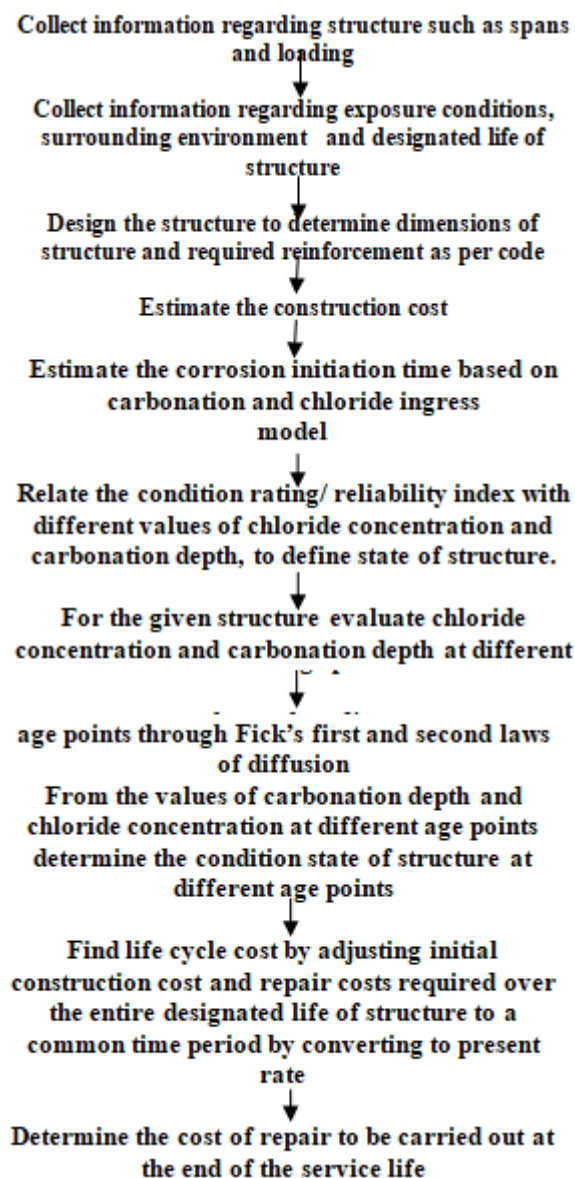 Collect information regarding structure such as spans
and loading
Collect information regarding exposure conditions,
surrounding environment and designated life of
structure
Design the structure to determine dimensions of
structure and required reinforcement as per code
Estimate the construction cost
Estimate the corrosion initiation time based on
carbonation and chloride ingress
model
Relate the condition rating/ reliability index with
different values of chloride concentration and
carbonation depth, to define state of structure.
For the given structure evaluate chloride
concentration and carbonation depth at different
age points through Fick's first and second laws
of diffusion
From the values of carbonation depth and
chloride concentration at different age points
determine the condition state of structure at
different age points
Find life cycle cost by adjusting initial
construction cost and repair costs required over
the entire designated life of structure to a
common time period by converting to present
rate
Determine the cost of repair to be carried out at
the end of the service life